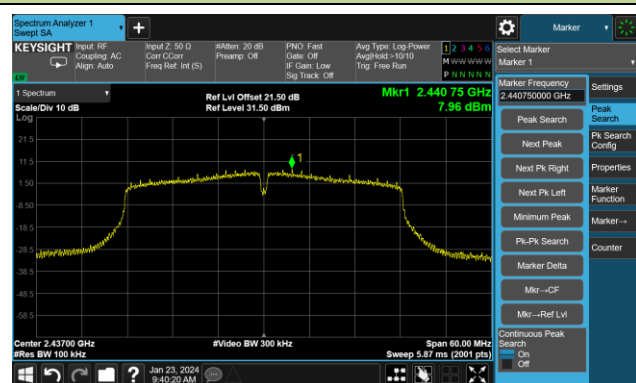 Spectrum Analyzer 1
Swept SA
Marker
KEYSIGHT
Input: RF
Coupling: AC
Align: Auto
Input Z: 50 Ω
Corr CCorr
Freq Ref: Int (S)
#Atten: 20 dB
Preamp: Off
PNO: Fast
Gate: Off
IF Gain: Low
Sig Track: Off
Avg Type: Log-Power
Avg|Hold:>10/10
Trig: Free Run
1 2 3 4 5 6
M W W W W W
P N N N N N
LW
Select Marker
Marker 1
1 Spectrum
Scale/Div 10 dB
Log
Ref Lvl Offset 21.50 dB
Ref Level 31.50 dBm
Mkr1 2.440 75 GHz
7.96 dBm
21.5
11.5
1.50
-8.50
-18.5
-28.5
-38.5
-48.5
-58.5
1
Center 2.43700 GHz
#Res BW 100 kHz
#Video BW 300 kHz
Span 60.00 MHz
Sweep 5.87 ms (2001 pts)
Marker Frequency
2.440750000 GHz
Peak Search
Next Peak
Next Pk Right
Next Pk Left
Minimum Peak
Pk-Pk Search
Marker Delta
Mkr→CF
Mkr→Ref Lvl
Continuous Peak
Search
On
Off
Settings
Peak
Search
Pk Search
Config
Properties
Marker
Function
Marker→
Counter
Jan 23, 2024
9:40:20 AM